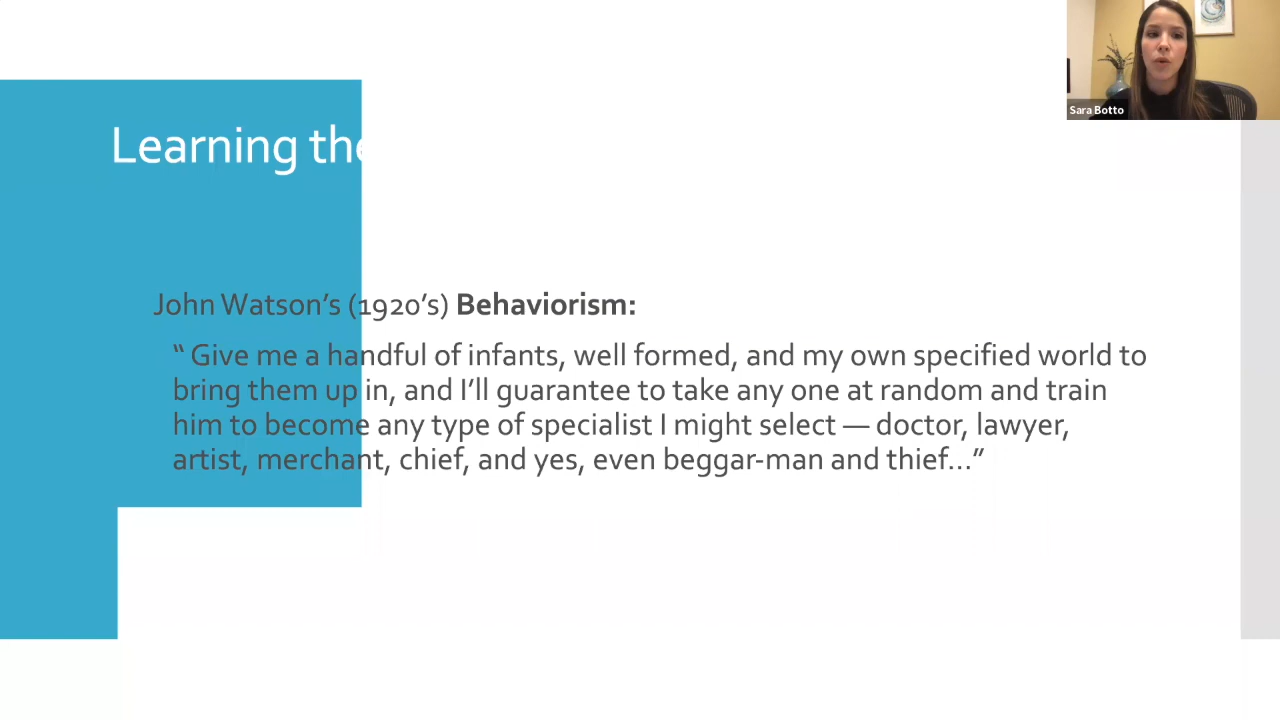 Sara Botto
Learning the
John Watson’s (1920’s) Behaviorism:
“ Give me a handful of infants, well formed, and my own specified world to
bring them up in, and I’ll guarantee to take any one at random and train
him to become any type of specialist I might select — doctor, lawyer,
artist, merchant, chief, and yes, even beggar-man and thief…”